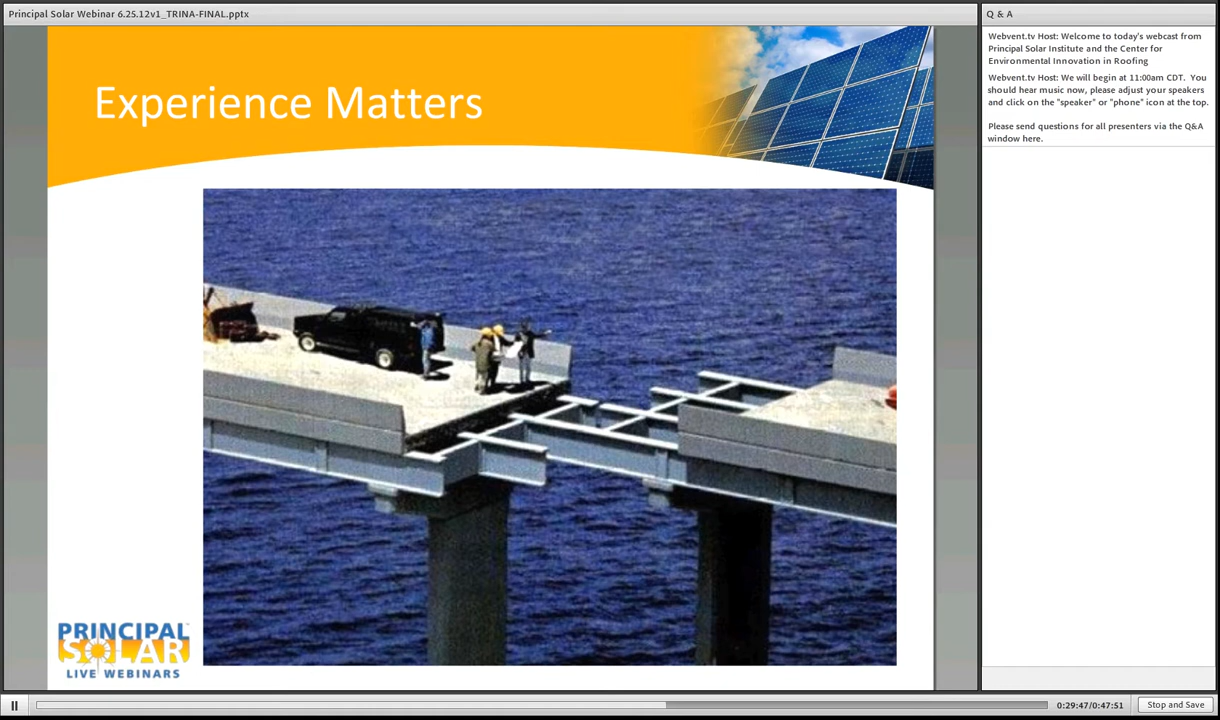 Principal Solar Webinar 6.25.12v1_TRINA-FINAL.pptx
Experience Matters
PRINCIPAL
SOLAR
LIVE WEBINARS
Q & A
Webvent.tv Host: Welcome to today's webcast from
Principal Solar Institute and the Center for
Environmental Innovation in Roofing
Webvent.tv Host: We will begin at 11:00am CDT. You
should hear music now, please adjust your speakers
and click on the "speaker" or "phone" icon at the top.
Please send questions for all presenters via the Q&A
window here.
0:29:47/0:47:51
Stop and Save